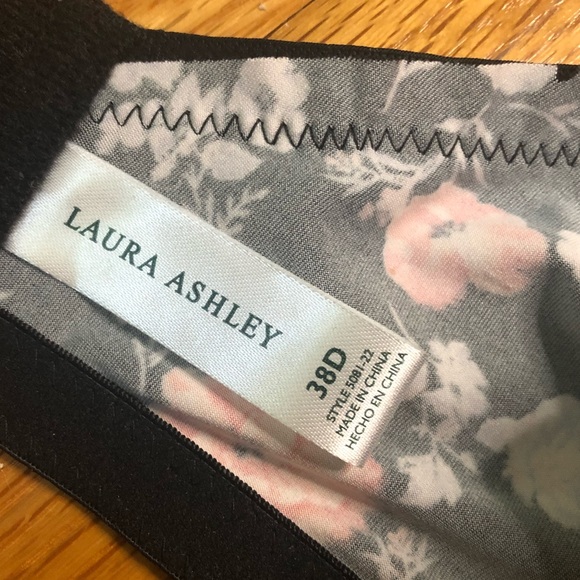 LAURA ASHLEY
38D
STYLE 5081-22
MADE IN CHINA
HECHO EN CHINA